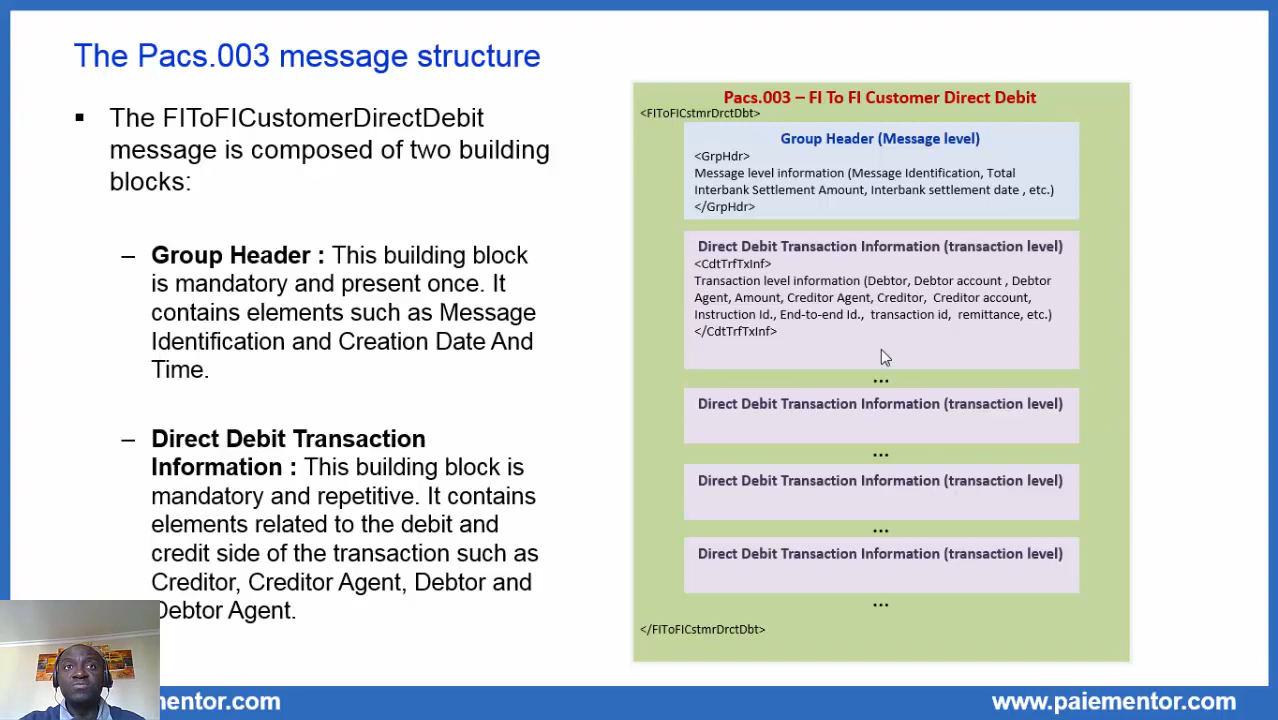 The Pacs.003 message structure
▪ The FIToFICustomerDirectDebit
message is composed of two building
blocks:
– Group Header : This building block
is mandatory and present once. It
contains elements such as Message
Identification and Creation Date And
Time.
– Direct Debit Transaction
Information : This building block is
mandatory and repetitive. It contains
elements related to the debit and
credit side of the transaction such as
Creditor, Creditor Agent, Debtor and
Debtor Agent.
Pacs.003 – FI To FI Customer Direct Debit
<FIToFICstmrDrctDbt>
Group Header (Message level)
<GrpHdr>
Message level information (Message Identification, Total
Interbank Settlement Amount, Interbank settlement date , etc.)
</GrpHdr>
Direct Debit Transaction Information (transaction level)
<CdtTrfTxInf>
Transaction level information (Debtor, Debtor account , Debtor
Agent, Amount, Creditor Agent, Creditor, Creditor account,
Instruction Id., End-to-end Id., transaction id, remittance, etc.)
</CdtTrfTxInf>
...
Direct Debit Transaction Information (transaction level)
...
Direct Debit Transaction Information (transaction level)
...
Direct Debit Transaction Information (transaction level)
...
</FIToFICstmrDrctDbt>
mentor.com
www.paiementor.com